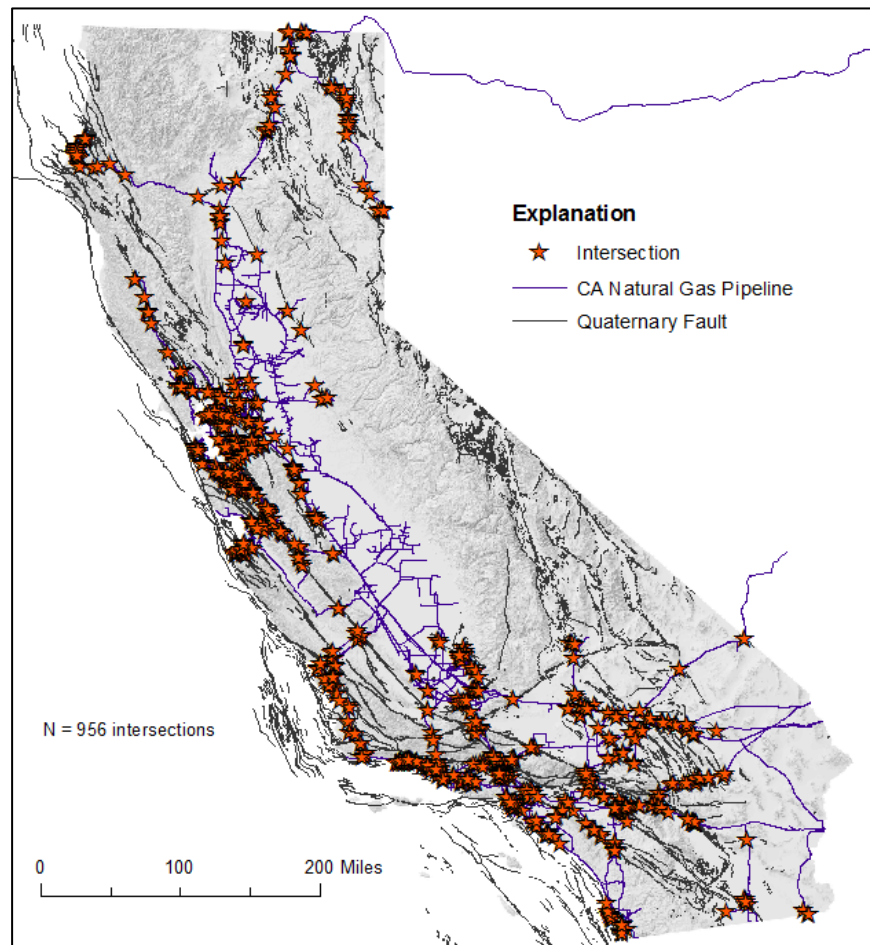 Explanation
Intersection
CA Natural Gas Pipeline
Quaternary Fault
N = 956 intersections
0 100 200 Miles